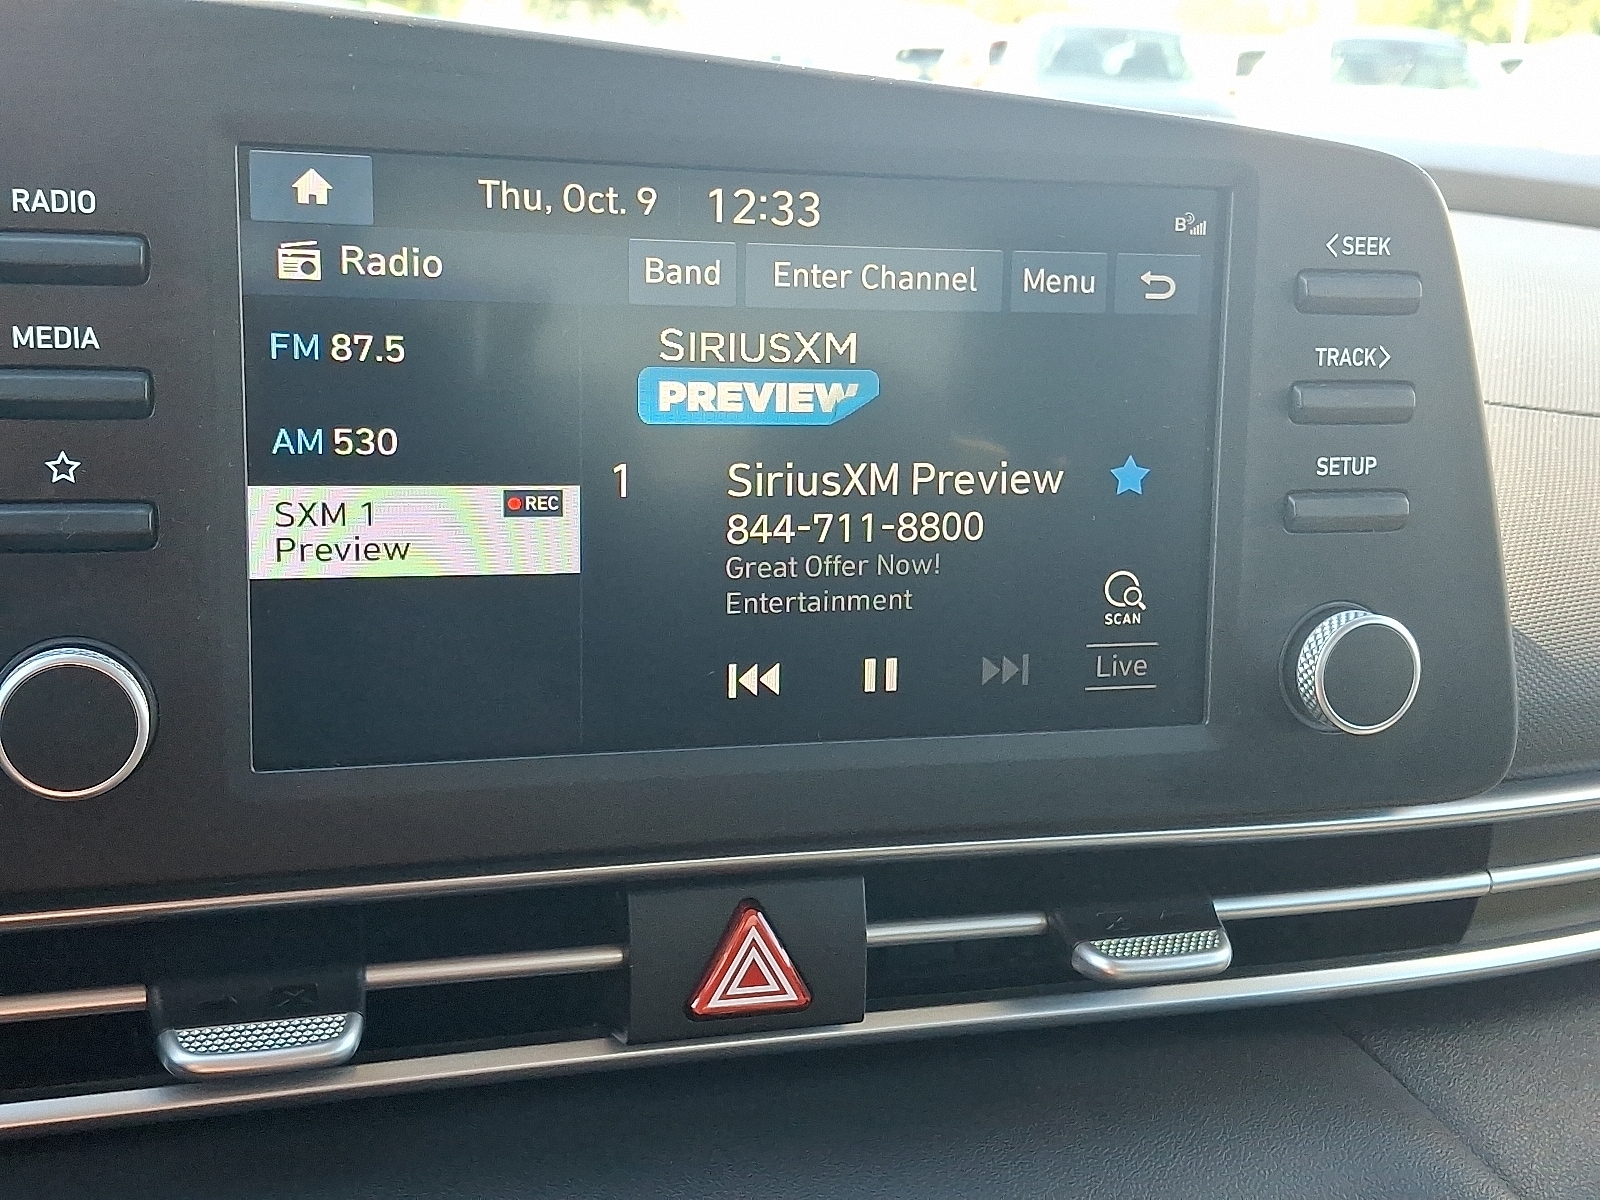 RADIO
MEDIA
Thu, Oct. 9 12:33
B
Radio
Band
Enter Channel
Menu
FM 87.5
AM 530
SXM 1
Preview
REC
SIRIUSXM
PREVIEW
1
SiriusXM Preview
844-711-8800
Great Offer Now!
Entertainment
SCAN
Live
<SEEK
TRACK>
SETUP